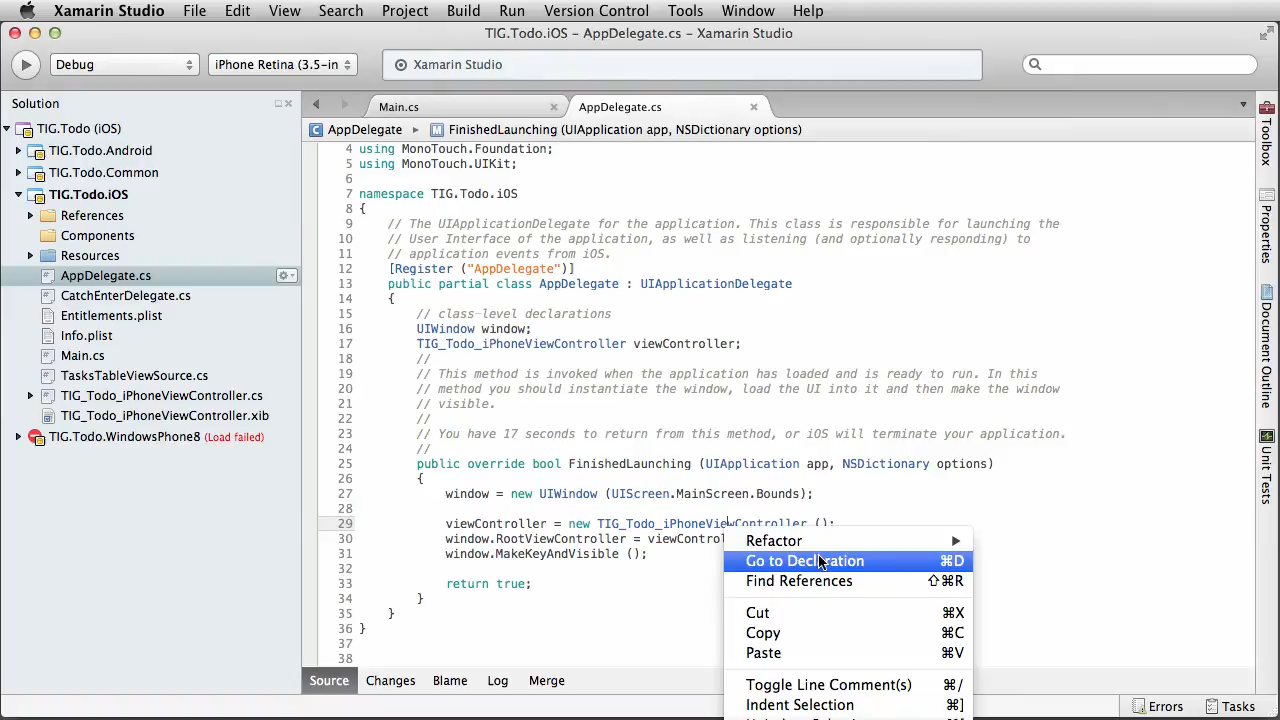 Xamarin Studio File Edit View Search Project Build Run Version Control Tools Window Help
TIG.Todo.iOS – AppDelegate.cs – Xamarin Studio
Debug iPhone Retina (3.5-in Xamarin Studio
Solution
TIG.Todo (iOS)
TIG.Todo.Android
TIG.Todo.Common
TIG.Todo.iOS
References
Components
Resources
AppDelegate.cs
CatchEnterDelegate.cs
Entitlements.plist
Info.plist
Main.cs
TasksTableViewSource.cs
TIG_Todo_iPhoneViewController.cs
TIG_Todo_iPhoneViewController.xib
TIG.Todo.WindowsPhone8 (Load failed)
Main.cs AppDelegate.cs
AppDelegate FinishedLaunching (UIApplication app, NSDictionary options)
4 using MonoTouch.Foundation;
5 using MonoTouch.UIKit;
6
7 namespace TIG.Todo.iOS
8 {
9 // The UIApplicationDelegate for the application. This class is responsible for launching the
10 // User Interface of the application, as well as listening (and optionally responding) to
11 // application events from iOS.
12 [Register ("AppDelegate")]
13 public partial class AppDelegate : UIApplicationDelegate
14 {
15 // class-level declarations
16 UIWindow window;
17 TIG_Todo_iPhoneViewController viewController;
18 //
19 // This method is invoked when the application has loaded and is ready to run. In this
20 // method you should instantiate the window, load the UI into it and then make the window
21 // visible.
22 //
23 // You have 17 seconds to return from this method, or iOS will terminate your application.
24 //
25 public override bool FinishedLaunching (UIApplication app, NSDictionary options)
26 {
27 window = new UIWindow (UIScreen.MainScreen.Bounds);
28
29 viewController = new TIG_Todo_iPhoneViewController ();
30 window.RootViewController = viewControl
31 window.MakeKeyAndVisible ();
32
33 return true;
34 }
35 }
36 }
37
38
Refactor
Go to Declaration ⌘D
Find References ⇧⌘R
Cut ⌘X
Copy ⌘C
Paste ⌘V
Toggle Line Comment(s) ⌘/
Indent Selection ⌘]
Source Changes Blame Log Merge
Errors Tasks
Toolbox
Properties
Document Outline
Unit Tests